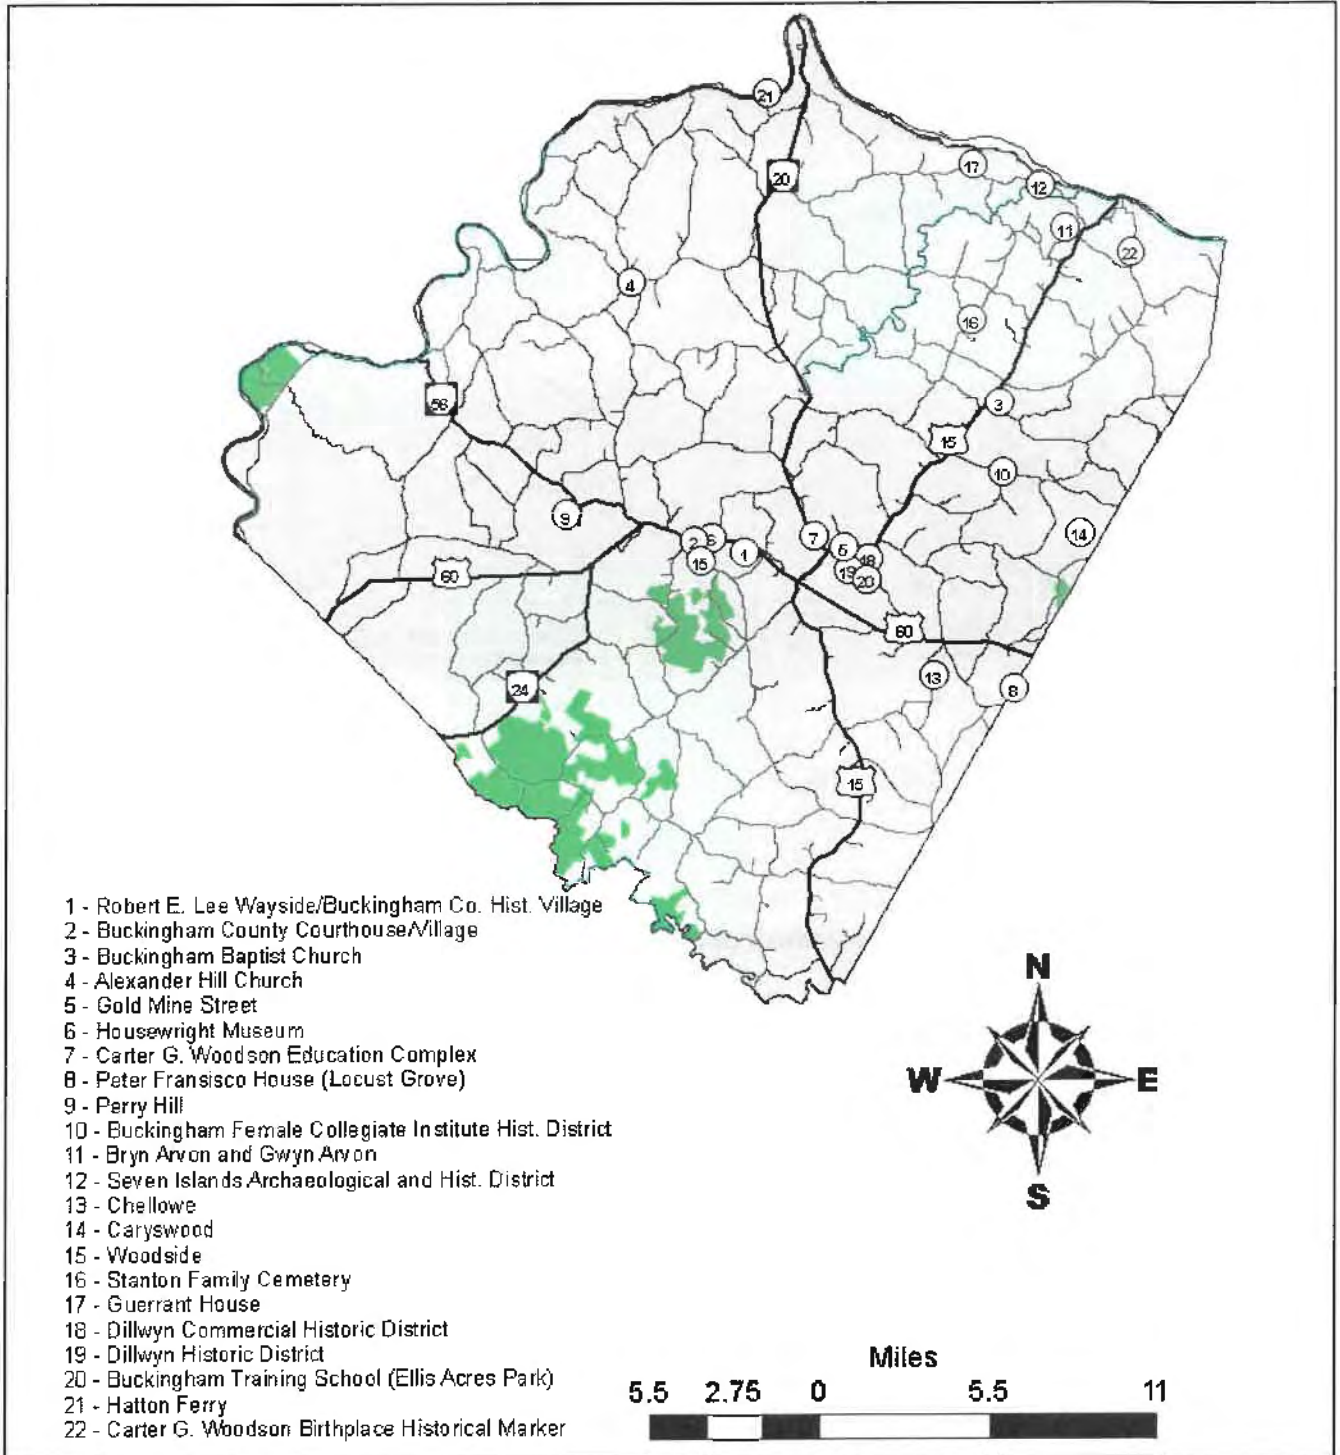 21
20
17
12
11
22
4
16
56
3
15
10
9
14
2
6
7
5
18
1
15
19
20
60
60
13
8
24
15
1 - Robert E. Lee Wayside/Buckingham Co. Hist. Village
2 - Buckingham County Courthouse/Village
3 - Buckingham Baptist Church
4 - Alexander Hill Church
5 - Gold Mine Street
6 - Housewright Museum
7 - Carter G. Woodson Education Complex
8 - Peter Fransisco House (Locust Grove)
9 - Perry Hill
10 - Buckingham Female Collegiate Institute Hist. District
11 - Bryn Arvon and Gwyn Arvon
12 - Seven Islands Archaeological and Hist. District
13 - Chellowe
14 - Caryswood
15 - Woodside
16 - Stanton Family Cemetery
17 - Guerrant House
18 - Dillwyn Commercial Historic District
19 - Dillwyn Historic District
20 - Buckingham Training School (Ellis Acres Park)
21 - Hatton Ferry
22 - Carter G. Woodson Birthplace Historical Marker
N
W E
S
Miles
5.5 2.75 0 5.5 11